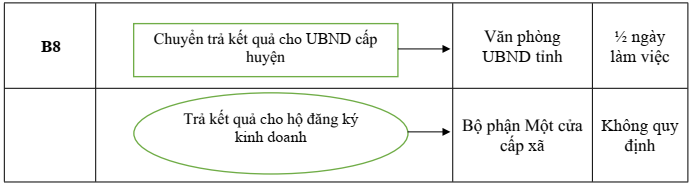 B8
Chuyển trả kết quả cho UBND cấp
huyện
Văn phòng
UBND tỉnh
½ ngày
làm việc
Trả kết quả cho hộ đăng ký
kinh doanh
Bộ phận Một cửa
cấp xã
Không quy
định